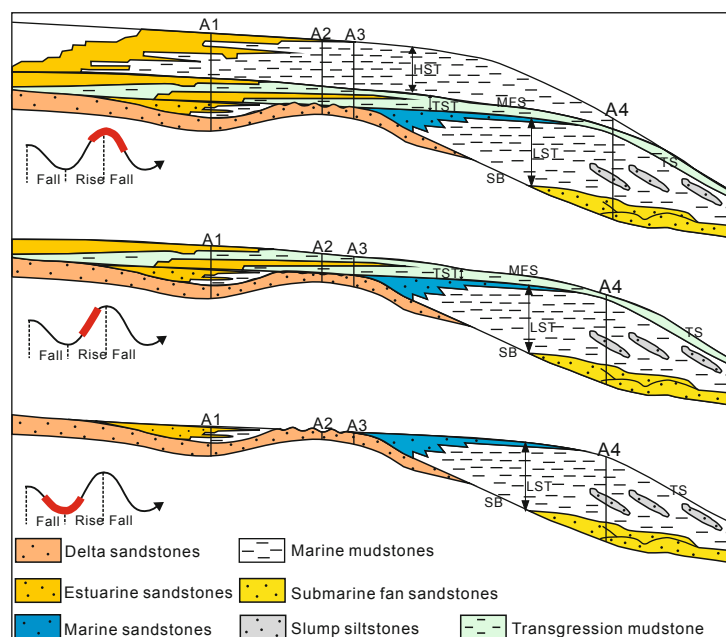 A1 A2 A3
HST
TST MFS A4
LST TS
SB
Fall Rise Fall
A1 A2 A3
TST MFS A4
LST TS
SB
Fall Rise Fall
A1 A2 A3
A4
LST TS
SB
Fall Rise Fall
Delta sandstones Marine mudstones
Estuarine sandstones Submarine fan sandstones
Marine sandstones Slump siltstones Transgression mudstone